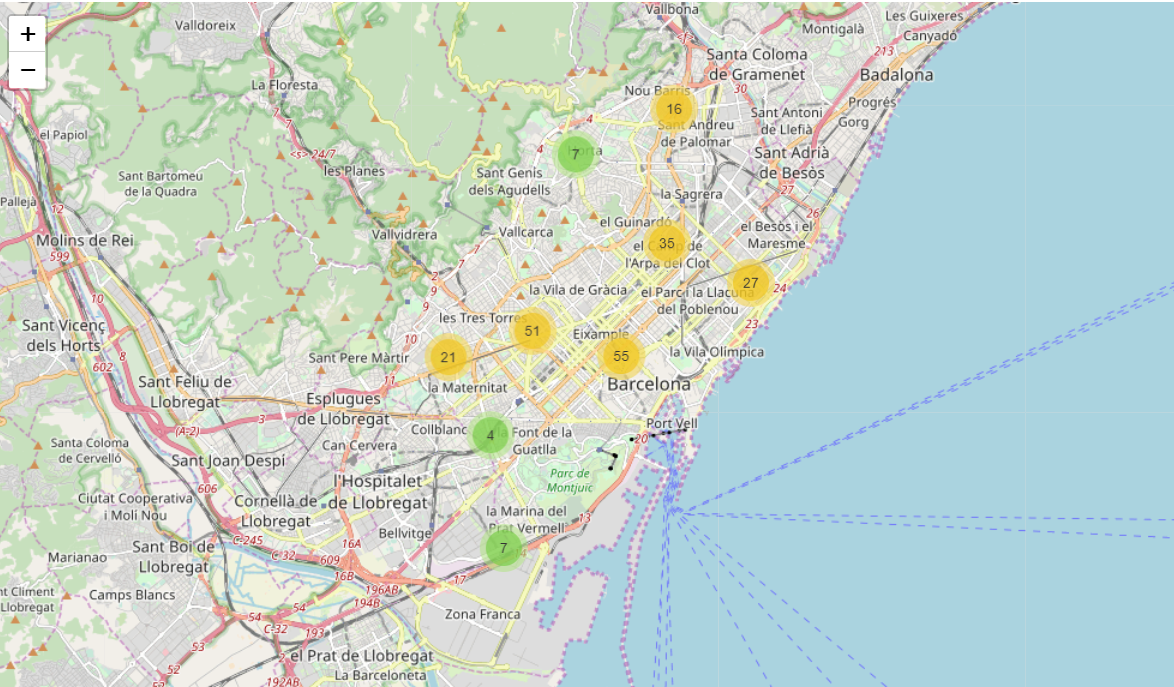 Vallbona
Les Guixeres
Valldoreix
Montigalà
Canyadó
+
213
−
Santa Coloma
de Gramenet
Badalona
La Floresta
Nou Barris
30
16
Progrés
Sant Antoni
de Llefià
Gorg
Sant Andreu
de Palomar
el Papiol
<s> 24/7
7
4
4
7
Horta
Sant Adrià
de Besòs
les Planes
Sant Genís
dels Agudells
Sant Bartomeu
de la Quadra
27
la Sagrera
Pallejà
12
26
el Guinardó
el Besòs i el
Maresme
Vallvidrera
Vallcarca
Molins de Rei
35
el Camp de
l'Arpa del Clot
7
599
2
9
9
27
24
la Vila de Gràcia
el Parc i la Llacuna
del Poblenou
10
les Tres Torres
51
Eixample
23
Sant Vicenç
dels Horts
10
8
21
55
la Vila Olímpica
Sant Pere Màrtir
602
Sant Feliu de
Llobregat
11
la Maternitat
Barcelona
Esplugues
de Llobregat
3
(A-2)
Collblanc
4
la Font de la
Guatlla
Port Vell
20
Santa Coloma
de Cervelló
Can Cervera
Sant Joan Despí
Parc de
Montjuïc
l'Hospitalet
de Llobregat
606
Ciutat Cooperativa
i Molí Nou
Cornellà de
Llobregat
la Marina del
Prat Vermell
13
Bellvitge
C-245
16A
7
Marianao
Sant Boi de
Llobregat
C-32
609
16B
17
196AB
Camps Blancs
194B
nt Climent
Llobregat
54
54
Zona Franca
C-32
193
53
2
el Prat de Llobregat
52
La Barceloneta
192AB
52